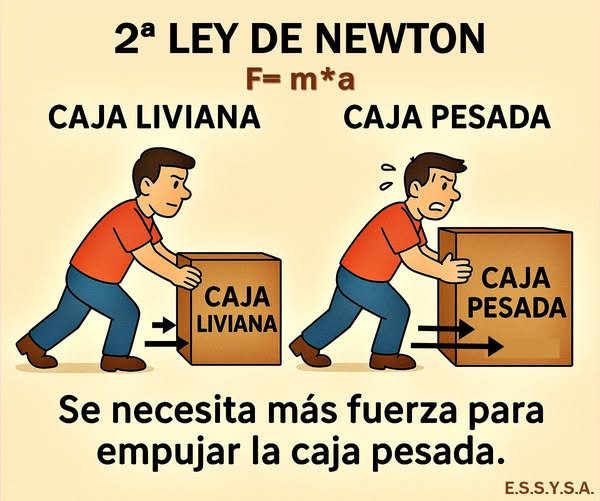 2ª LEY DE NEWTON
F= m*a
CAJA LIVIANA
CAJA PESADA
CAJA
LIVIANA
CAJA
PESADA
Se necesita más fuerza para
empujar la caja pesada.
E.S.S.Y.S.A.